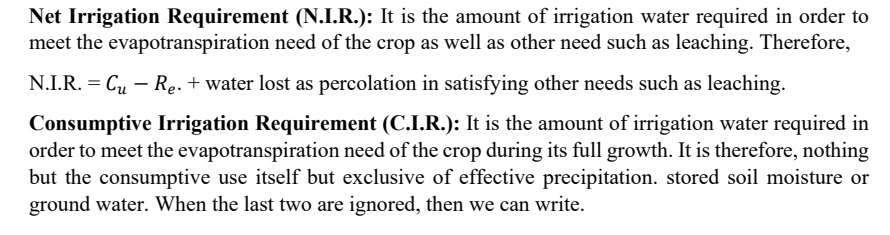 Net Irrigation Requirement (N.I.R.): It is the amount of irrigation water required in order to
meet the evapotranspiration need of the crop as well as other need such as leaching. Therefore,
N.I.R. = Cᵤ − Rₑ. + water lost as percolation in satisfying other needs such as leaching.
Consumptive Irrigation Requirement (C.I.R.): It is the amount of irrigation water required in
order to meet the evapotranspiration need of the crop during its full growth. It is therefore, nothing
but the consumptive use itself but exclusive of effective precipitation. stored soil moisture or
ground water. When the last two are ignored, then we can write.